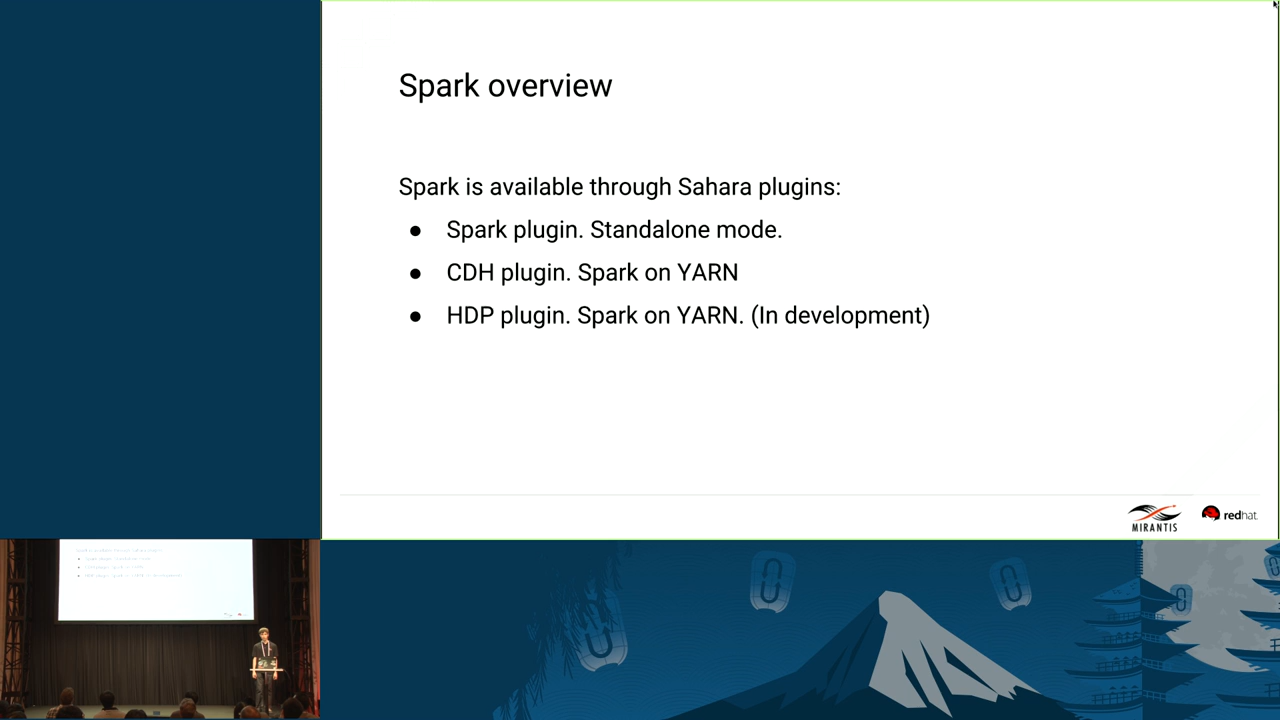 Spark overview
Spark is available through Sahara plugins:
● Spark plugin. Standalone mode.
● CDH plugin. Spark on YARN
● HDP plugin. Spark on YARN. (In development)
MIRANTIS
redhat.